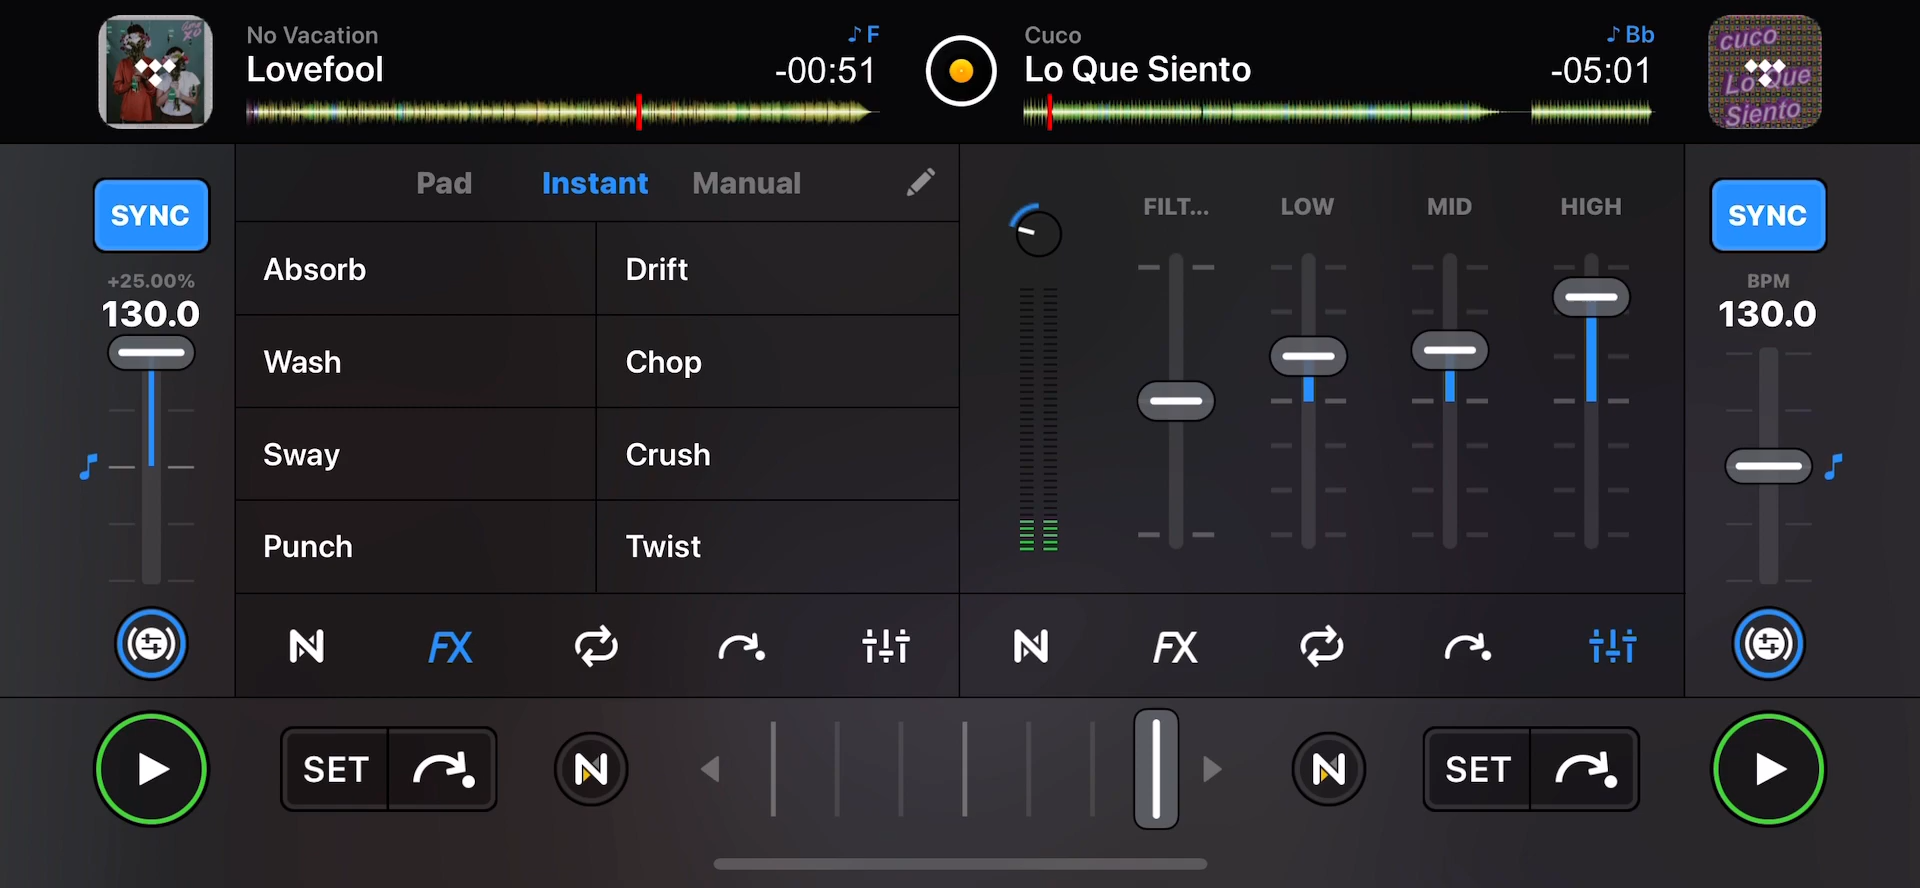 No Vacation
Lovefool
♪ F
-00:51
Cuco
Lo Que Siento
♪ Bb
-05:01
cuco
Lo Que
Siento
SYNC
+25.00%
130.0
Pad Instant Manual
Absorb Drift
Wash Chop
Sway Crush
Punch Twist
FILT... LOW MID HIGH
SYNC
BPM
130.0
FX
FX
SET
SET